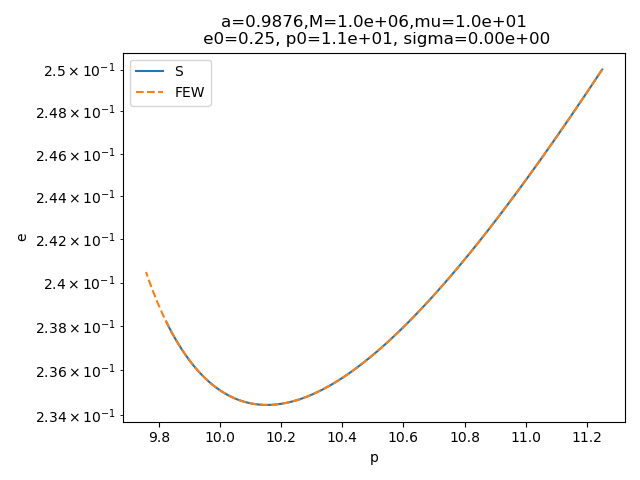 a=0.9876,M=1.0e+06,mu=1.0e+01
e0=0.25, p0=1.1e+01, sigma=0.00e+00
S
FEW
2.5 × 10⁻¹
2.48 × 10⁻¹
2.46 × 10⁻¹
2.44 × 10⁻¹
2.42 × 10⁻¹
2.4 × 10⁻¹
2.38 × 10⁻¹
2.36 × 10⁻¹
2.34 × 10⁻¹
e
9.8 10.0 10.2 10.4 10.6 10.8 11.0 11.2
p